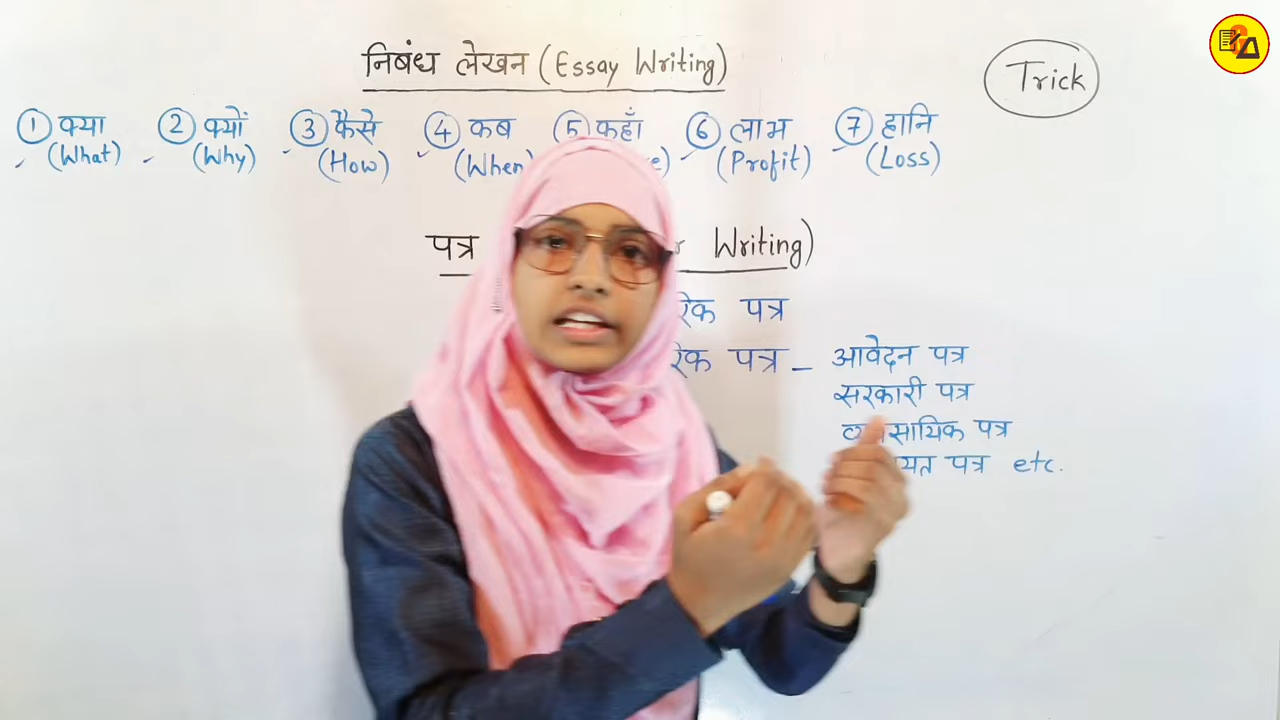 निबंध लेखन (Essay Writing)
Trick
① क्या ② क्यों ③ कैसे ④ कब ⑤ कहाँ ⑥ लाभ ⑦ हानि
(What) (Why) (How) (When) (Profit) (Loss)
पत्र Writing)
पत्र
पत्र - आवेदन पत्र
सरकारी पत्र
पत्र
पत्र etc.